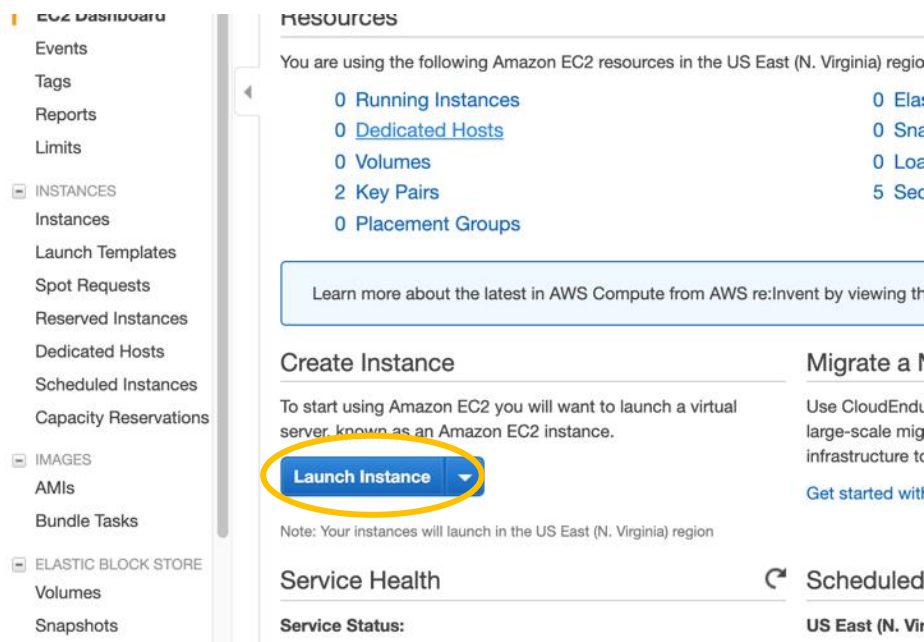 EC2 Dashboard
Events
Tags
Reports
Limits
INSTANCES
Instances
Launch Templates
Spot Requests
Reserved Instances
Dedicated Hosts
Scheduled Instances
Capacity Reservations
IMAGES
AMIs
Bundle Tasks
ELASTIC BLOCK STORE
Volumes
Snapshots
Resources
You are using the following Amazon EC2 resources in the US East (N. Virginia) regio
0 Running Instances
0 Dedicated Hosts
0 Volumes
2 Key Pairs
0 Placement Groups
0 Elas
0 Sna
0 Loa
5 Sec
Learn more about the latest in AWS Compute from AWS re:Invent by viewing th
Create Instance
To start using Amazon EC2 you will want to launch a virtual
server, known as an Amazon EC2 instance.
Launch Instance
Note: Your instances will launch in the US East (N. Virginia) region
Migrate a
Use CloudEndu
large-scale mig
infrastructure to
Get started with
Service Health
Service Status:
Scheduled
US East (N. Vir